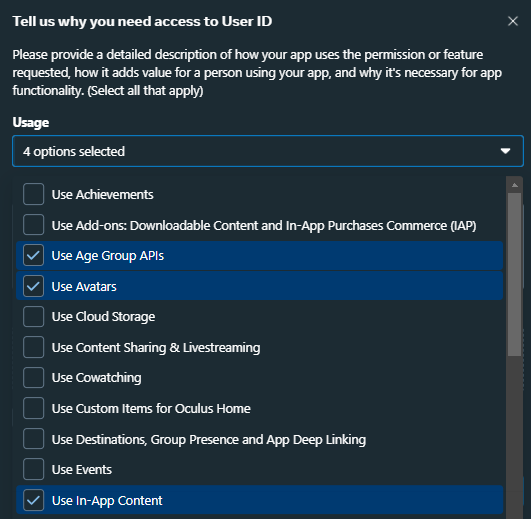 Tell us why you need access to User ID
Please provide a detailed description of how your app uses the permission or feature
requested, how it adds value for a person using your app, and why it's necessary for app
functionality. (Select all that apply)
Usage
4 options selected
Use Achievements
Use Add-ons: Downloadable Content and In-App Purchases Commerce (IAP)
Use Age Group APIs
Use Avatars
Use Cloud Storage
Use Content Sharing & Livestreaming
Use Cowatching
Use Custom Items for Oculus Home
Use Destinations, Group Presence and App Deep Linking
Use Events
Use In-App Content